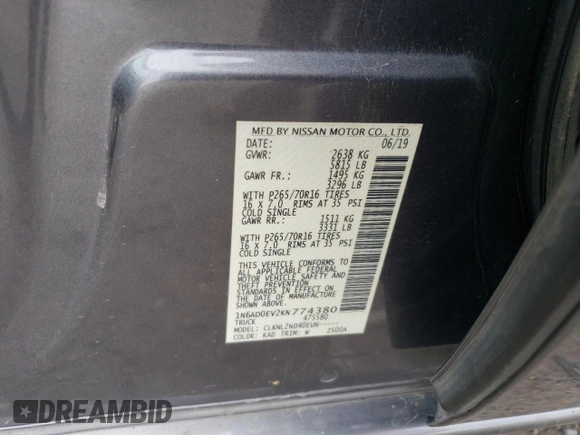 MFD BY NISSAN MOTOR CO., LTD.
DATE: 06/19
GVWR: 2638 KG
5815 LB
GAWR FR.: 1495 KG
3296 LB
WITH P265/70R16 TIRES
16 x 7.0 RIMS AT 35 PSI
COLD SINGLE
GAWR RR.: 1511 KG
3331 LB
WITH P265/70R16 TIRES
16 x 7.0 RIMS AT 35 PSI
COLD SINGLE
THIS VEHICLE CONFORMS TO
ALL APPLICABLE FEDERAL
MOTOR VEHICLE SAFETY AND
THEFT PREVENTION
STANDARDS IN EFFECT ON
THE DATE OF MANUFACTURE
SHOWN ABOVE.
1N6AD0EV2KN774380
TRUCK 475580
MODEL: CLKNLZND40EUN-----
COLOR: KAD TRIM: W ZSDOA
DREAMBID